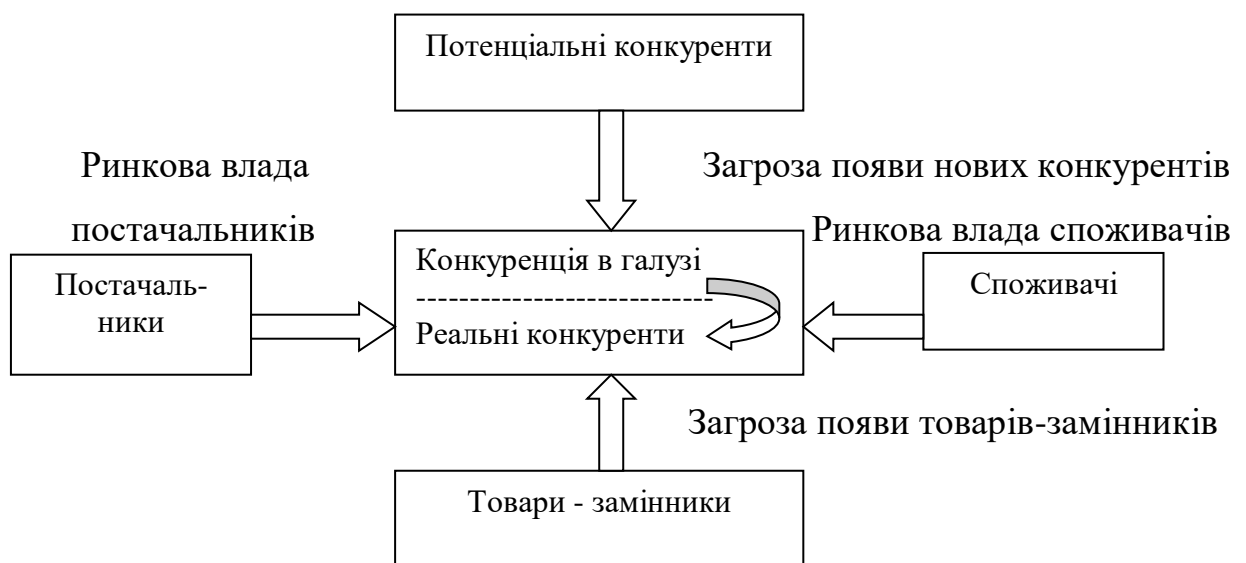 Потенціальні конкуренти
Ринкова влада
постачальників
Загроза появи нових конкурентів
Ринкова влада споживачів
Постачаль-
ники
Конкуренція в галузі
Реальні конкуренти
Споживачі
Загроза появи товарів-замінників
Товари - замінники